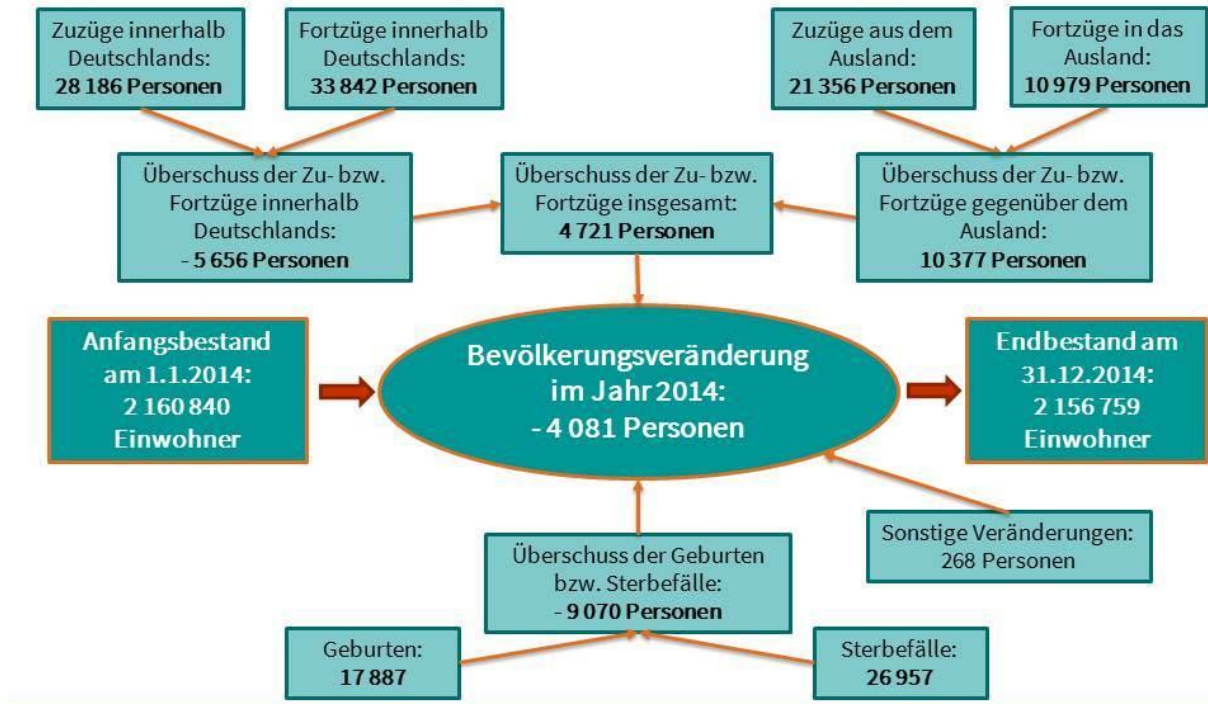 Zuzüge innerhalb
Deutschlands:
28 186 Personen
Fortzüge innerhalb
Deutschlands:
33 842 Personen
Zuzüge aus dem
Ausland:
21 356 Personen
Fortzüge in das
Ausland:
10 979 Personen
Überschuss der Zu- bzw.
Fortzüge innerhalb
Deutschlands:
- 5 656 Personen
Überschuss der Zu- bzw.
Fortzüge insgesamt:
4 721 Personen
Überschuss der Zu- bzw.
Fortzüge gegenüber dem
Ausland:
10 377 Personen
Anfangsbestand
am 1.1.2014:
2 160 840
Einwohner
Bevölkerungsveränderung
im Jahr 2014:
- 4 081 Personen
Endbestand am
31.12.2014:
2 156 759
Einwohner
Sonstige Veränderungen:
268 Personen
Überschuss der Geburten
bzw. Sterbefälle:
- 9 070 Personen
Geburten:
17 887
Sterbefälle:
26 957